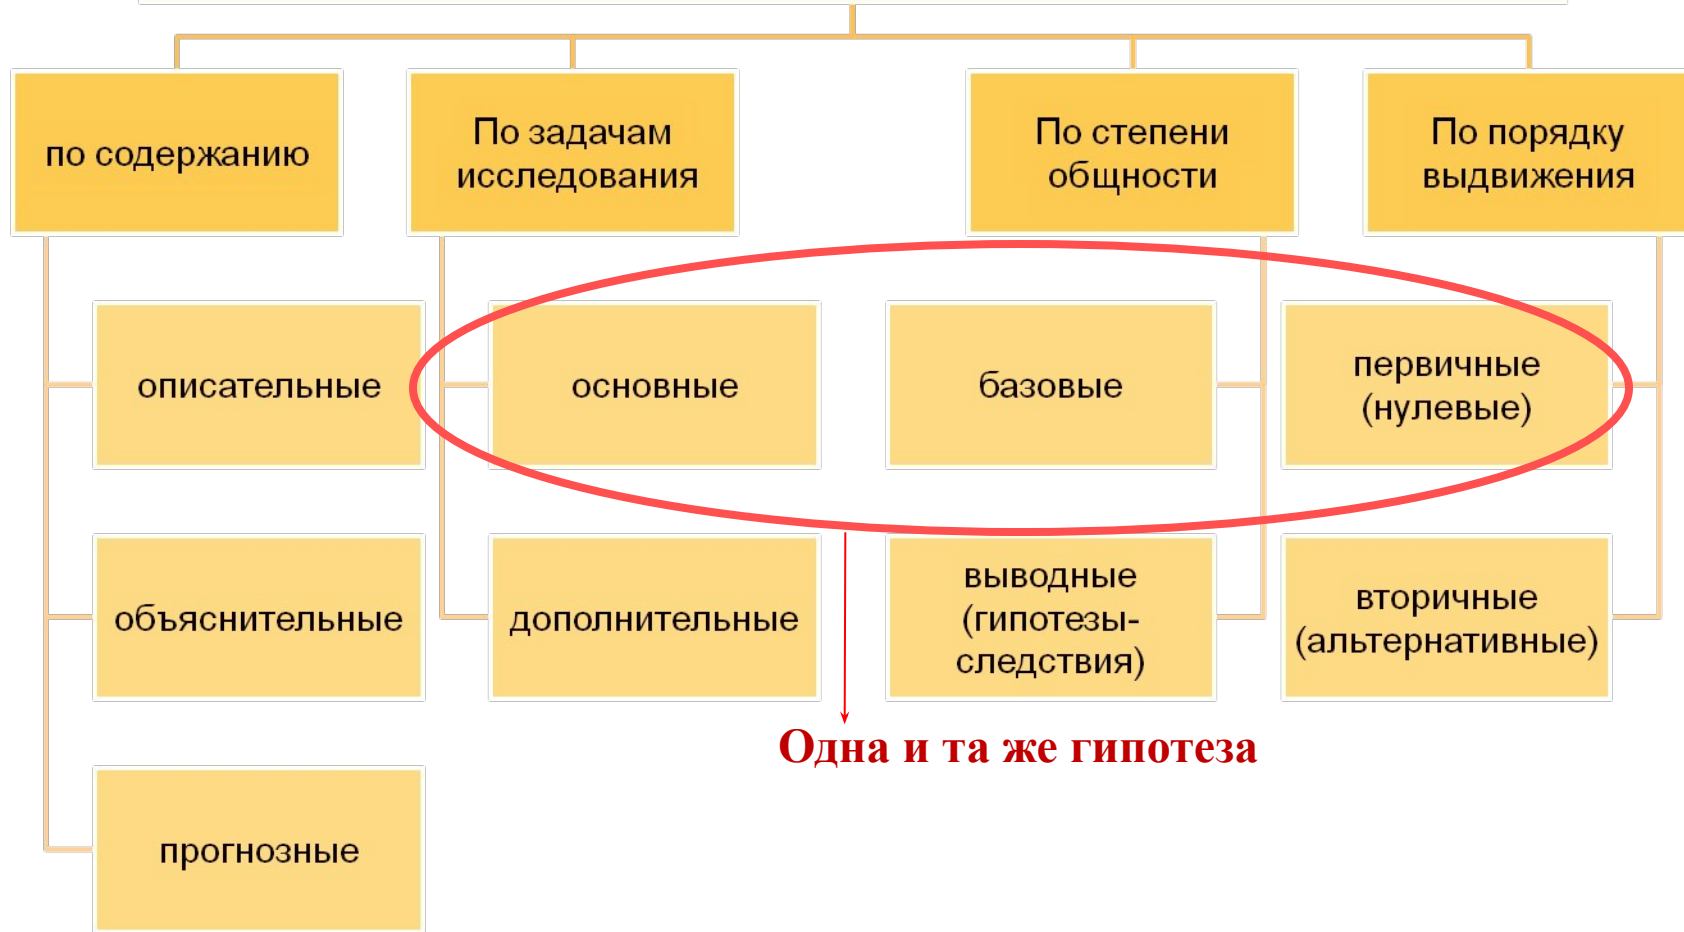 по содержанию
По задачам
исследования
По степени
общности
По порядку
выдвижения
описательные
основные
базовые
первичные
(нулевые)
объяснительные
дополнительные
выводные
(гипотезы-
следствия)
вторичные
(альтернативные)
Одна и та же гипотеза
прогнозные